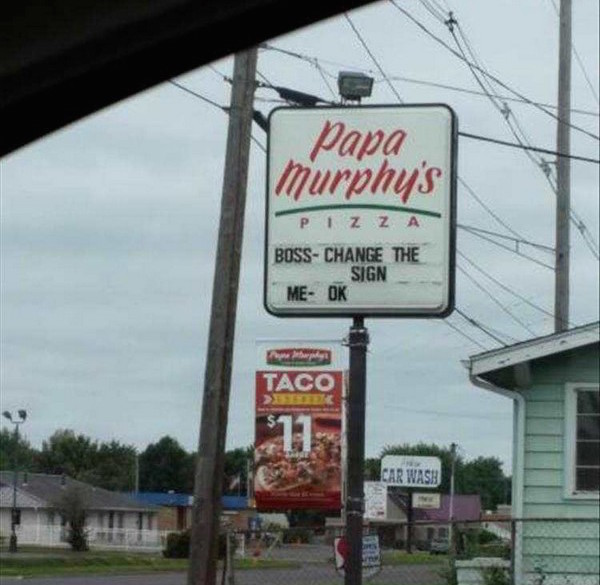 Papa
Murphy's
PIZZA
BOSS- CHANGE THE
SIGN
ME- OK
Papa Murphy's
TACO
$11
CAR WASH